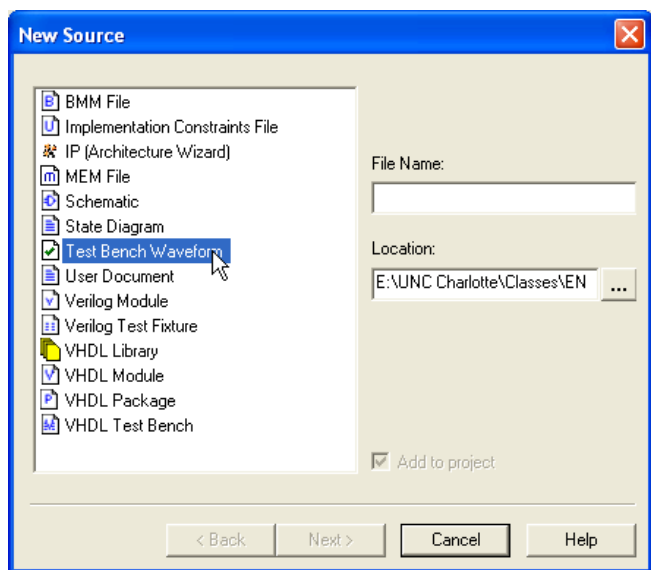 New Source
BMM File
Implementation Constraints File
IP (Architecture Wizard)
MEM File
Schematic
State Diagram
Test Bench Waveform
User Document
Verilog Module
Verilog Test Fixture
VHDL Library
VHDL Module
VHDL Package
VHDL Test Bench
File Name:
Location:
E:\UNC Charlotte\Classes\EN
...
Add to project
< Back
Next >
Cancel
Help